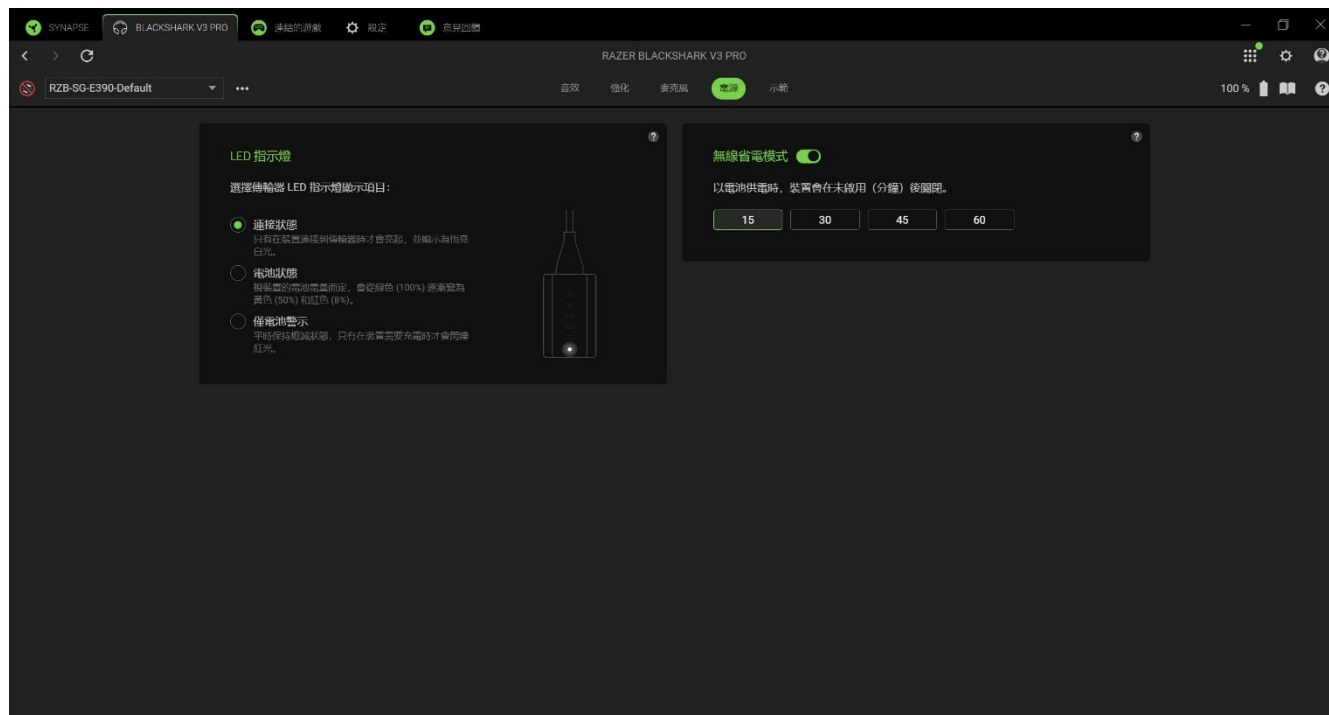 SYNAPSE
BLACKSHARK V3 PRO
連結的遊戲
設定
意見回饋
RAZER BLACKSHARK V3 PRO
RZB-SG-E390-Default
音效
強化
麥克風
電源
示範
100 %
LED 指示燈
選擇傳輸器 LED 指示燈顯示項目:
連接狀態
只有在裝置連接到傳輸器時才會亮起，並顯示為恆亮
白光。
電池狀態
視裝置的電池電量而定，會從綠色 (100%) 逐漸變為
黃色 (50%) 和紅色 (8%)。
僅電池警示
平時保持熄滅狀態，只有在裝置需要充電時才會閃爍
紅光。
無線省電模式
以電池供電時，裝置會在未啟用（分鐘）後關閉。
15
30
45
60